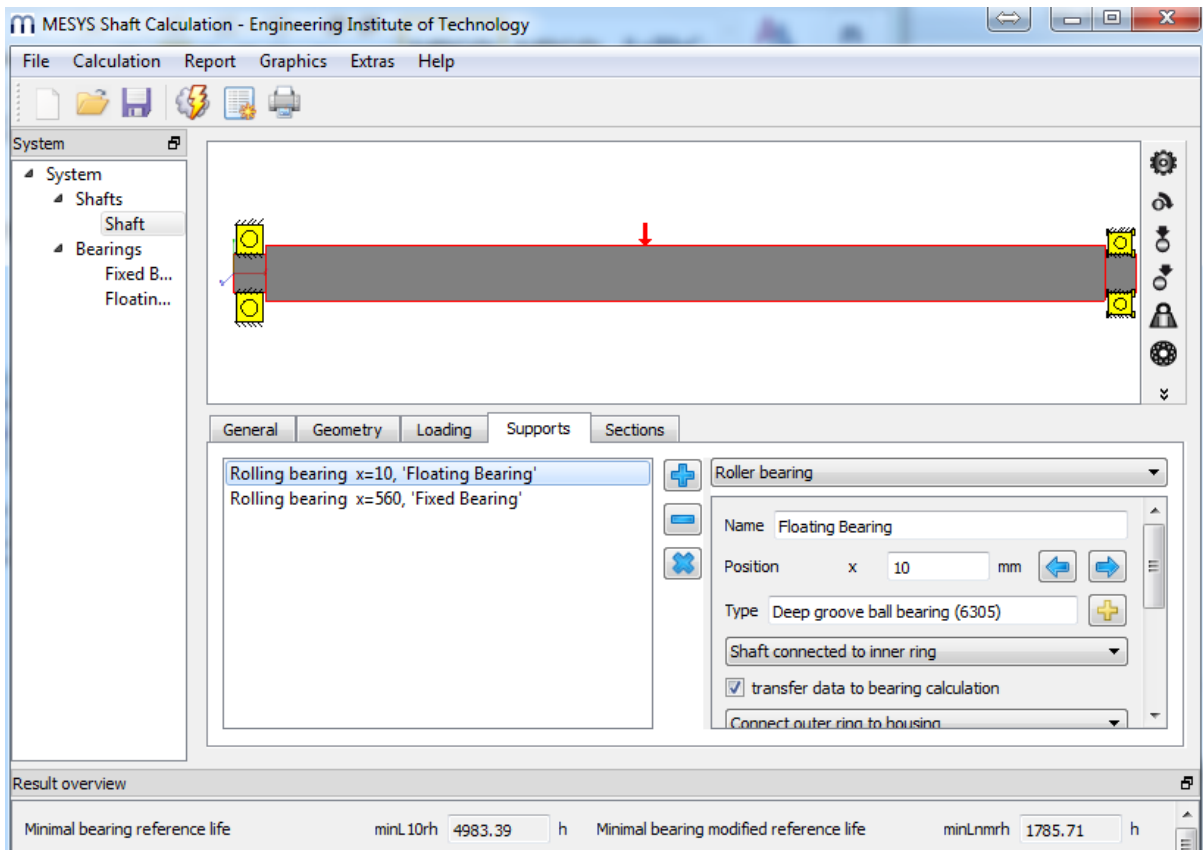 MESYS Shaft Calculation - Engineering Institute of Technology
File Calculation Report Graphics Extras Help
System
System
Shafts
Shaft
Bearings
Fixed B...
Floatin...
General Geometry Loading Supports Sections
Rolling bearing x=10, 'Floating Bearing'
Rolling bearing x=560, 'Fixed Bearing'
Roller bearing
Name Floating Bearing
Position x 10 mm
Type Deep groove ball bearing (6305)
Shaft connected to inner ring
transfer data to bearing calculation
Connect outer ring to housing
Result overview
Minimal bearing reference life minL10rh 4983.39 h Minimal bearing modified reference life minLnmrh 1785.71 h